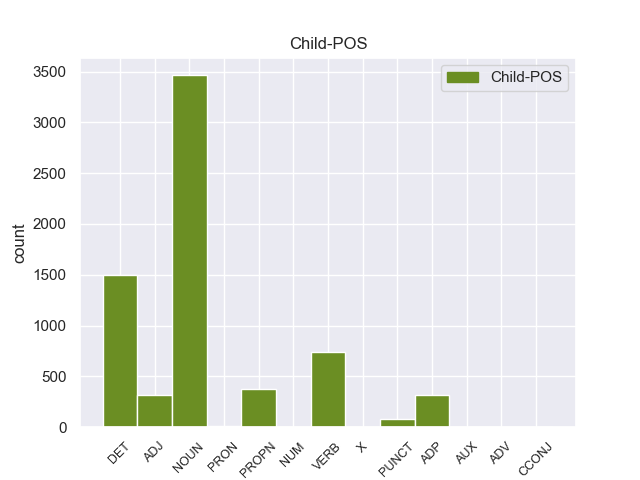 Child-POS
Child-POS
3500
3000
2500
2000
1500
1000
500
0
count
DET ADJ NOUN PRON PROPN NUM VERB X PUNCT ADP AUX ADV CCONJ